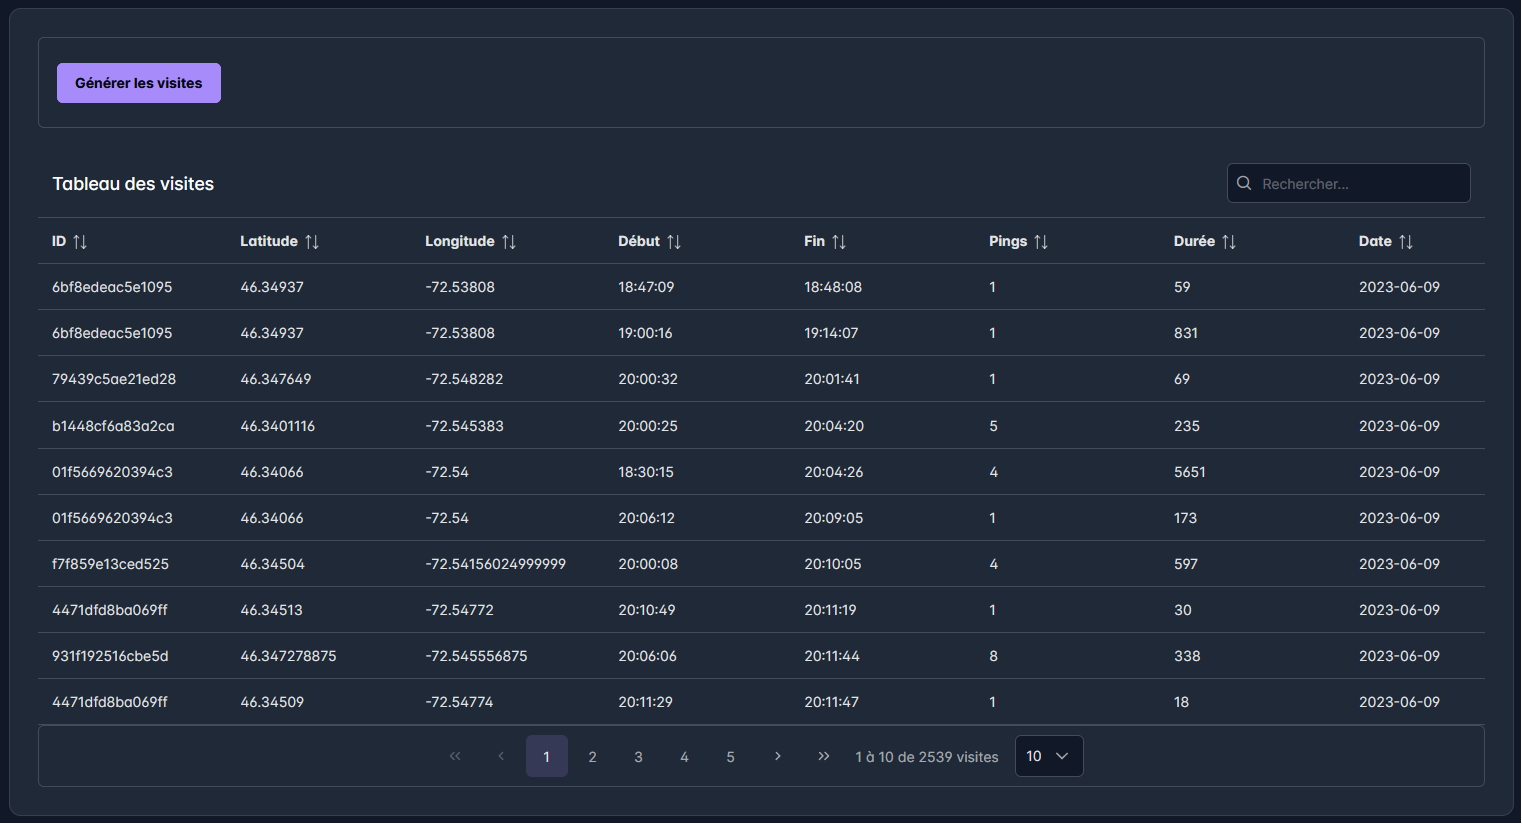 Générer les visites
Tableau des visites
Rechercher...
ID Latitude Longitude Début Fin Pings Durée Date
6bf8edeac5e1095 46.34937 -72.53808 18:47:09 18:48:08 1 59 2023-06-09
6bf8edeac5e1095 46.34937 -72.53808 19:00:16 19:14:07 1 831 2023-06-09
79439c5ae21ed28 46.347649 -72.548282 20:00:32 20:01:41 1 69 2023-06-09
b1448cf6a83a2ca 46.3401116 -72.545383 20:00:25 20:04:20 5 235 2023-06-09
01f5669620394c3 46.34066 -72.54 18:30:15 20:04:26 4 5651 2023-06-09
01f5669620394c3 46.34066 -72.54 20:06:12 20:09:05 1 173 2023-06-09
f7f859e13ced525 46.34504 -72.54156024999999 20:00:08 20:10:05 4 597 2023-06-09
4471dfd8ba069ff 46.34513 -72.54772 20:10:49 20:11:19 1 30 2023-06-09
931f192516cbe5d 46.347278875 -72.545556875 20:06:06 20:11:44 8 338 2023-06-09
4471dfd8ba069ff 46.34509 -72.54774 20:11:29 20:11:47 1 18 2023-06-09
« ‹ 1 2 3 4 5 › » 1 à 10 de 2539 visites 10